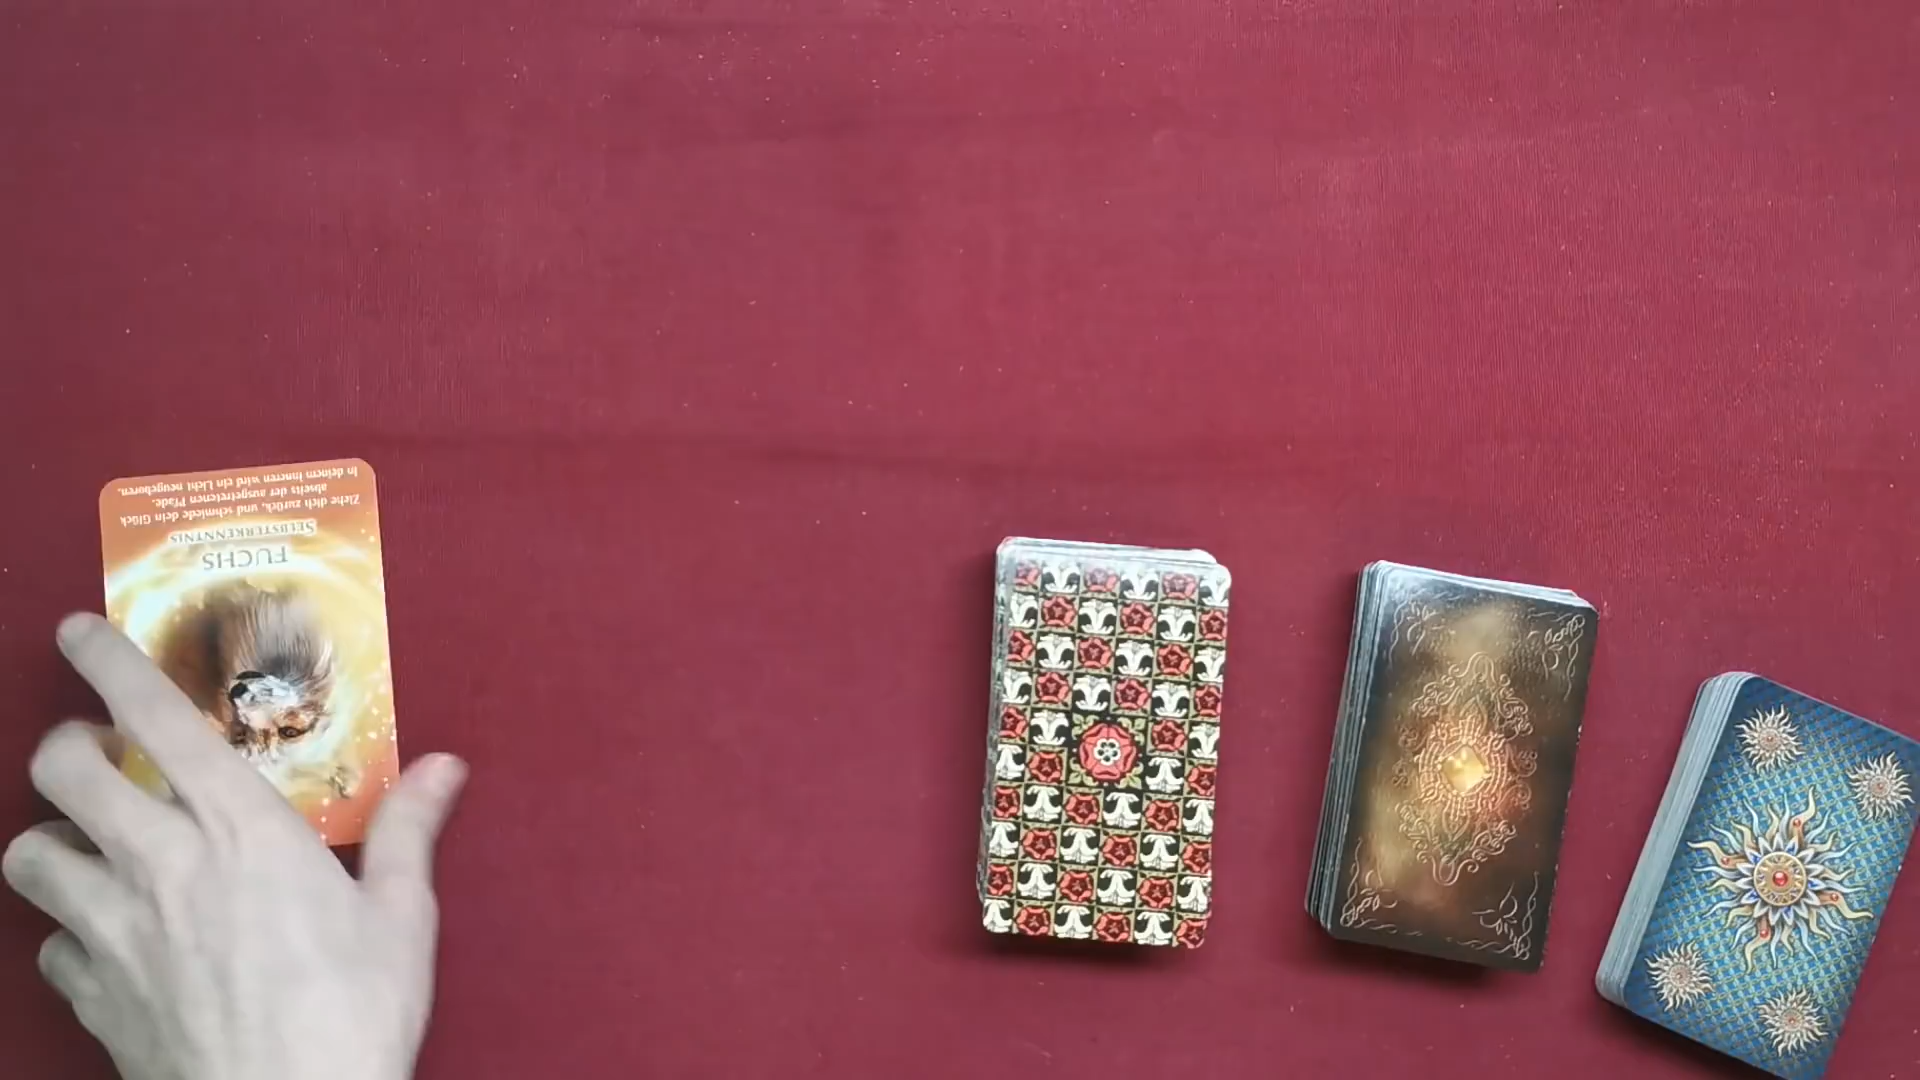 FUCHS
SELBSTERKENNTNIS
Ziehe dich zurück, und schmiede dein Glück
abseits der ausgetretenen Pfade.
In deinem Inneren wird ein Licht neugeboren.